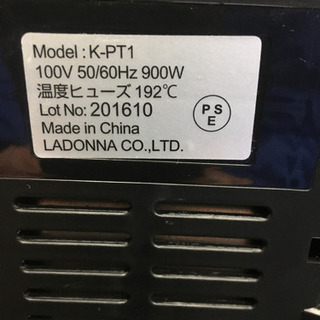 Model : K-PT1
100V 50/60Hz 900W
温度ヒューズ 192℃
Lot No: 201610
Made in China
LADONNA CO.,LTD.
P S
E